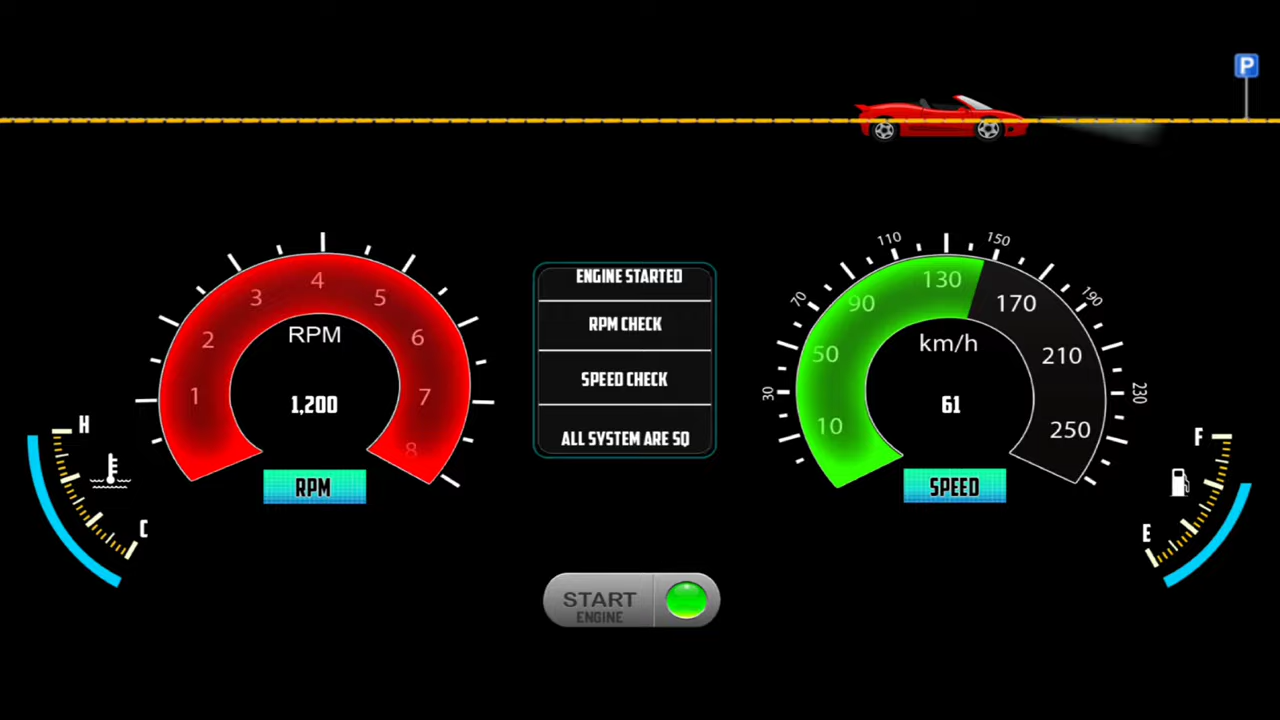 P
110
150
4
130
3
5
90
170
70
190
ENGINE STARTED
2
RPM
6
km/h
RPM CHECK
50
210
SPEED CHECK
1
1,200
7
30
61
230
H
10
250
F
ALL SYSTEM ARE SQ
8
RPM
SPEED
C
E
START
ENGINE